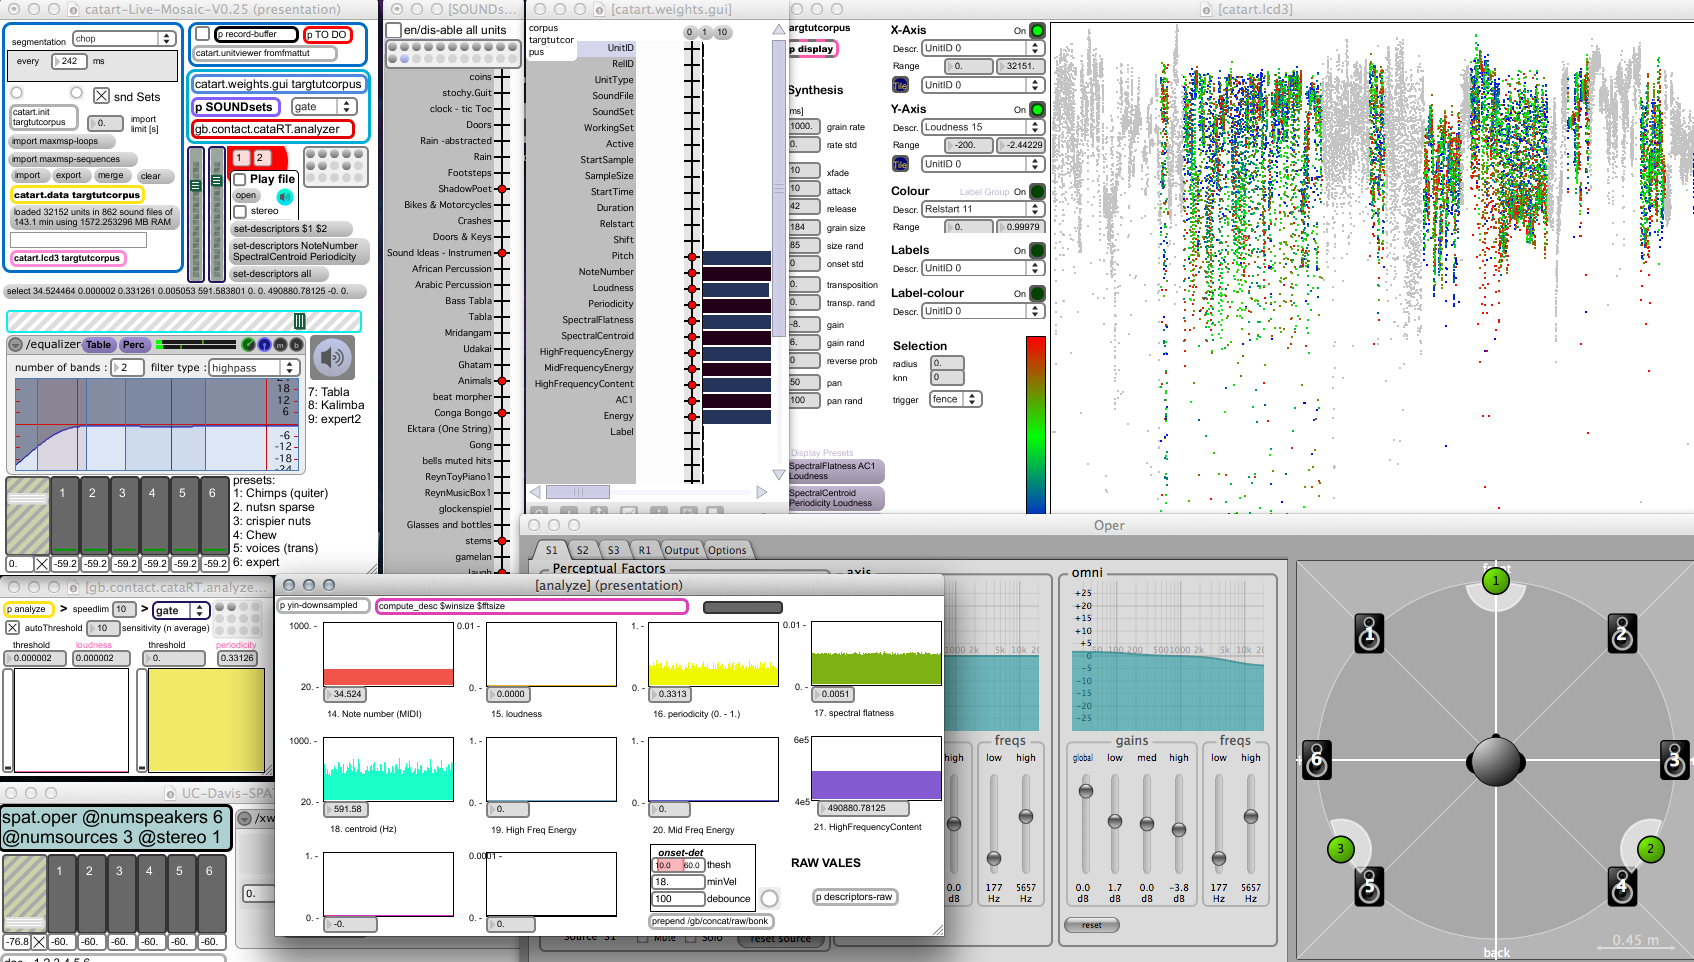 catart-Live-Mosaic-V0.25 (presentation)
segmentation
chop
every
242
ms
snd Sets
catart.init
targtutcorpus
0.
import
limit [s]
import maxmsp-loops
import maxmsp-sequences
import
export
merge
clear
catart.data targtutcorpus
loaded 32152 units in 862 sound files of
143.1 min using 1572.253296 MB RAM
catart.lcd3 targtutcorpus
p record-buffer
p TO DO
catart.unitviewer fromfmattut
catart.weights.gui targtutcorpus
p SOUNDsets
gate
gb.contact.cataRT.analyzer
1
2
Play file
open
stereo
set-descriptors $1 $2
set-descriptors NoteNumber
SpectralCentroid Periodicity
set-descriptors all
select 34.524464 0.000002 0.331261 0.005053 591.583801 0. 0. 490880.78125 -0. 0.
/equalizer
Table
Perc
m
b
number of bands :
2
filter type :
highpass
18
12
6
-6
-12
-18
-24
7: Tabla
8: Kalimba
9: expert2
1
2
3
4
5
6
0.
-59.2
-59.2
-59.2
-59.2
-59.2
-59.2
presets:
1: Chimps (quiter)
2. nutsn sparse
3: crispier nuts
4: Chew
5: voices (trans)
6: expert
[SOUNDs...
en/dis-able all units
coins
stochy.Guit
clock - tic Toc
Doors
Rain -abstracted
Rain
Footsteps
ShadowPoet
Bikes & Motorcycles
Crashes
Doors & Keys
Sound Ideas - Instrumen
African Percussion
Arabic Percussion
Bass Tabla
Tabla
Mridangam
Udakai
Ghatam
Animals
beat morpher
Conga Bongo
Ektara (One String)
Gong
bells muted hits
ReynToyPiano1
ReynMusicBox1
glockenspiel
Glasses and bottles
stems
gamelan
laugh
[catart.weights.gui]
corpus
targtutcor
pus
0
1
10
UnitID
RelID
UnitType
SoundFile
SoundSet
WorkingSet
Active
StartSample
SampleSize
StartTime
Duration
Relstart
Shift
Pitch
NoteNumber
Loudness
Periodicity
SpectralFlatness
SpectralCentroid
HighFrequencyEnergy
MidFrequencyEnergy
HighFrequencyContent
AC1
Energy
Label
[catart.lcd3]
argtutcorpus
p display
Synthesis
ms]
1000.
grain rate
0.
rate std
10
xfade
10
attack
42
release
184
grain size
85
size rand
0
onset std
0.
transposition
0.
transp. rand
-8.
gain
6.
gain rand
0
reverse prob
50
pan
100
pan rand
Display Presets
SpectralFlatness AC1
Loudness
SpectralCentroid
Periodicity Loudness
X-Axis
On
Descr.
UnitID 0
Range
0.
32151.
Tile
UnitID 0
Y-Axis
On
Descr.
Loudness 15
Range
-200.
-2.44229
Tile
UnitID 0
Colour
Label Group
On
Descr.
Relstart 11
Range
0.
0.99979
Labels
On
Descr.
UnitID 0
Label-colour
On
Descr.
UnitID 0
Selection
radius
0.
knn
0
trigger
fence
[gb.contact.cataRT.analyze...
p analyze
>
speedlim
10
>
gate
autoThreshold
10
sensitivity (n average)
threshold
loudness
threshold
periodicity
0.000002
0.000002
0.
0.33126
UC-Davis-SPA
spat.oper @numspeakers 6
@numsources 3 @stereo 1
/xw
1
2
3
4
5
6
0.
-76.8
-60.
-60.
-60.
-60.
-60.
-60.
[analyze] (presentation)
p yin-downsampled
compute_desc $winsize $fftsize
1000. -
20. -
34.524
14. Note number (MIDI)
0.01 -
0. -
0.0000
15. loudness
1. -
0. -
0.3313
16. periodicity (0. - 1.)
0.01 -
0. -
0.0051
17. spectral flatness
1000. -
20. -
591.58
18. centroid (Hz)
1. -
0. -
0.
19. High Freq Energy
1. -
0. -
0.
20. Mid Freq Energy
6e5
4e5
490880.78125
21. HighFrequencyContent
1. -
0. -
-0.
0.0001 -
0. -
0.
onset-det
10.0
60.0
thesh
18.
minVel
100
debounce
prepend /gb/concat/raw/bonk
RAW VALES
p descriptors-raw
Oper
S1
S2
S3
R1
Output
Options
Perceptual Factors
axis
1000 2k
5k
10k
20
freqs
high
low
high
0.0
dB
177
Hz
5657
Hz
Source S1
Mute
Solo
reset source
omni
+25
+20
+15
+10
+5
0
-5
-10
-15
-20
-25
50
100
200
500
1000
2k
5k
10k
20
gains
freqs
global
low
med
high
low
high
0.0
dB
1.7
dB
0.0
dB
-3.8
dB
177
Hz
5657
Hz
reset
1
1
2
6
3
3
2
5
4
back
0.45 m